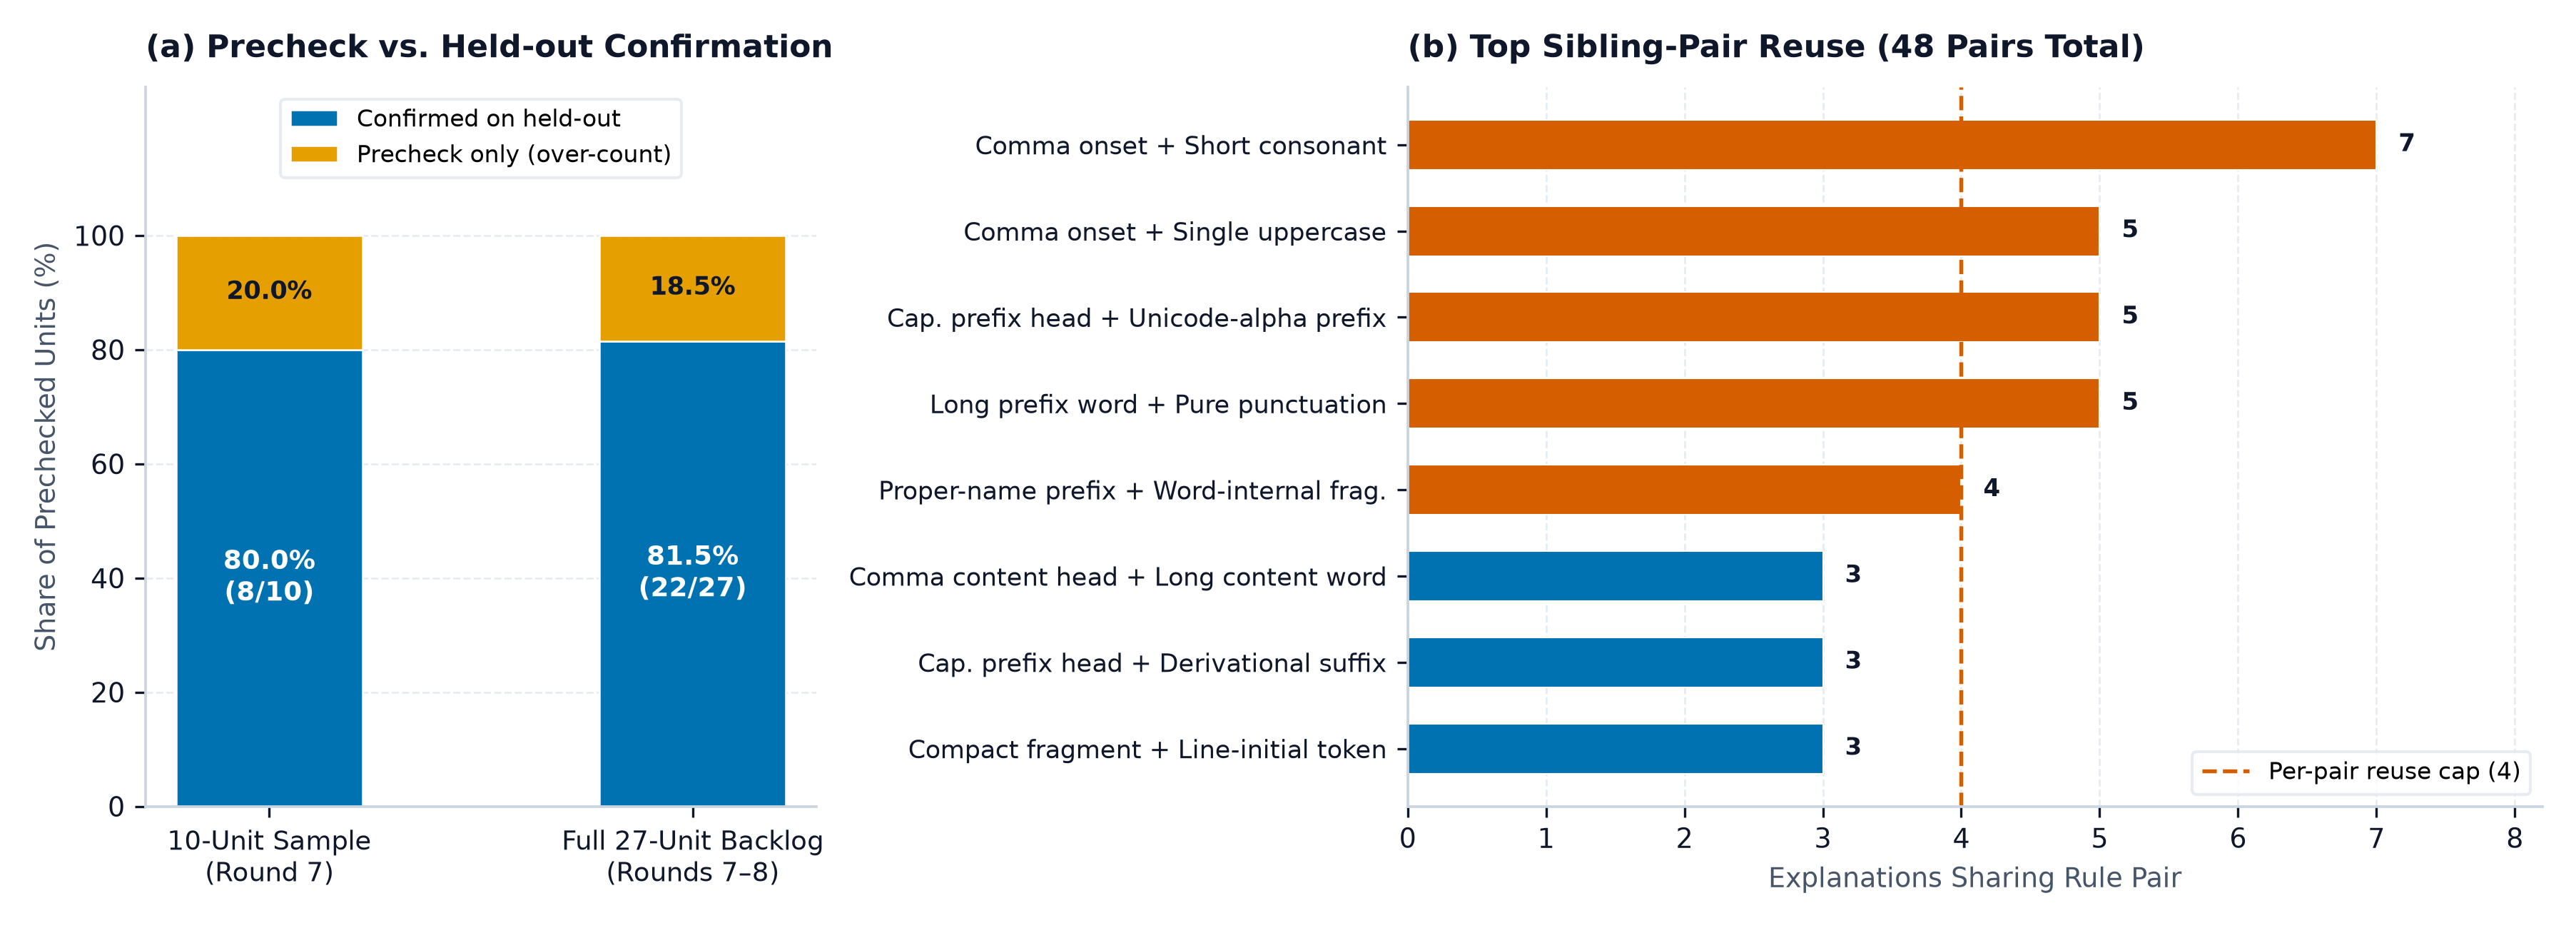 (a) Precheck vs. Held-out Confirmation
Confirmed on held-out
Precheck only (over-count)
Share of Prechecked Units (%)
100
80
60
40
20
0
20.0%
80.0%
(8/10)
18.5%
81.5%
(22/27)
10-Unit Sample
(Round 7)
Full 27-Unit Backlog
(Rounds 7–8)
(b) Top Sibling-Pair Reuse (48 Pairs Total)
Comma onset + Short consonant
7
Comma onset + Single uppercase
5
Cap. prefix head + Unicode-alpha prefix
5
Long prefix word + Pure punctuation
5
Proper-name prefix + Word-internal frag.
4
Comma content head + Long content word
3
Cap. prefix head + Derivational suffix
3
Compact fragment + Line-initial token
3
Per-pair reuse cap (4)
0 1 2 3 4 5 6 7 8
Explanations Sharing Rule Pair